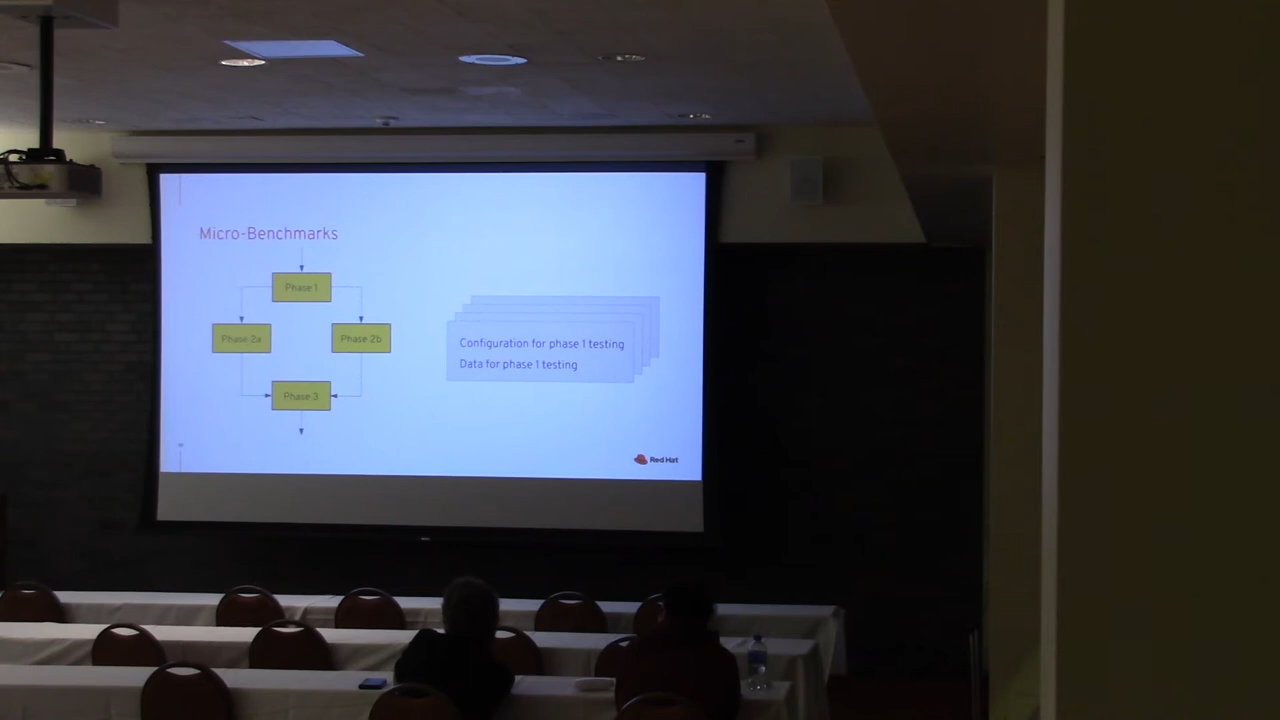 Micro-Benchmarks
Phase 1
Phase 2a
Phase 2b
Phase 3
Configuration for phase 1 testing
Data for phase 1 testing
Red Hat